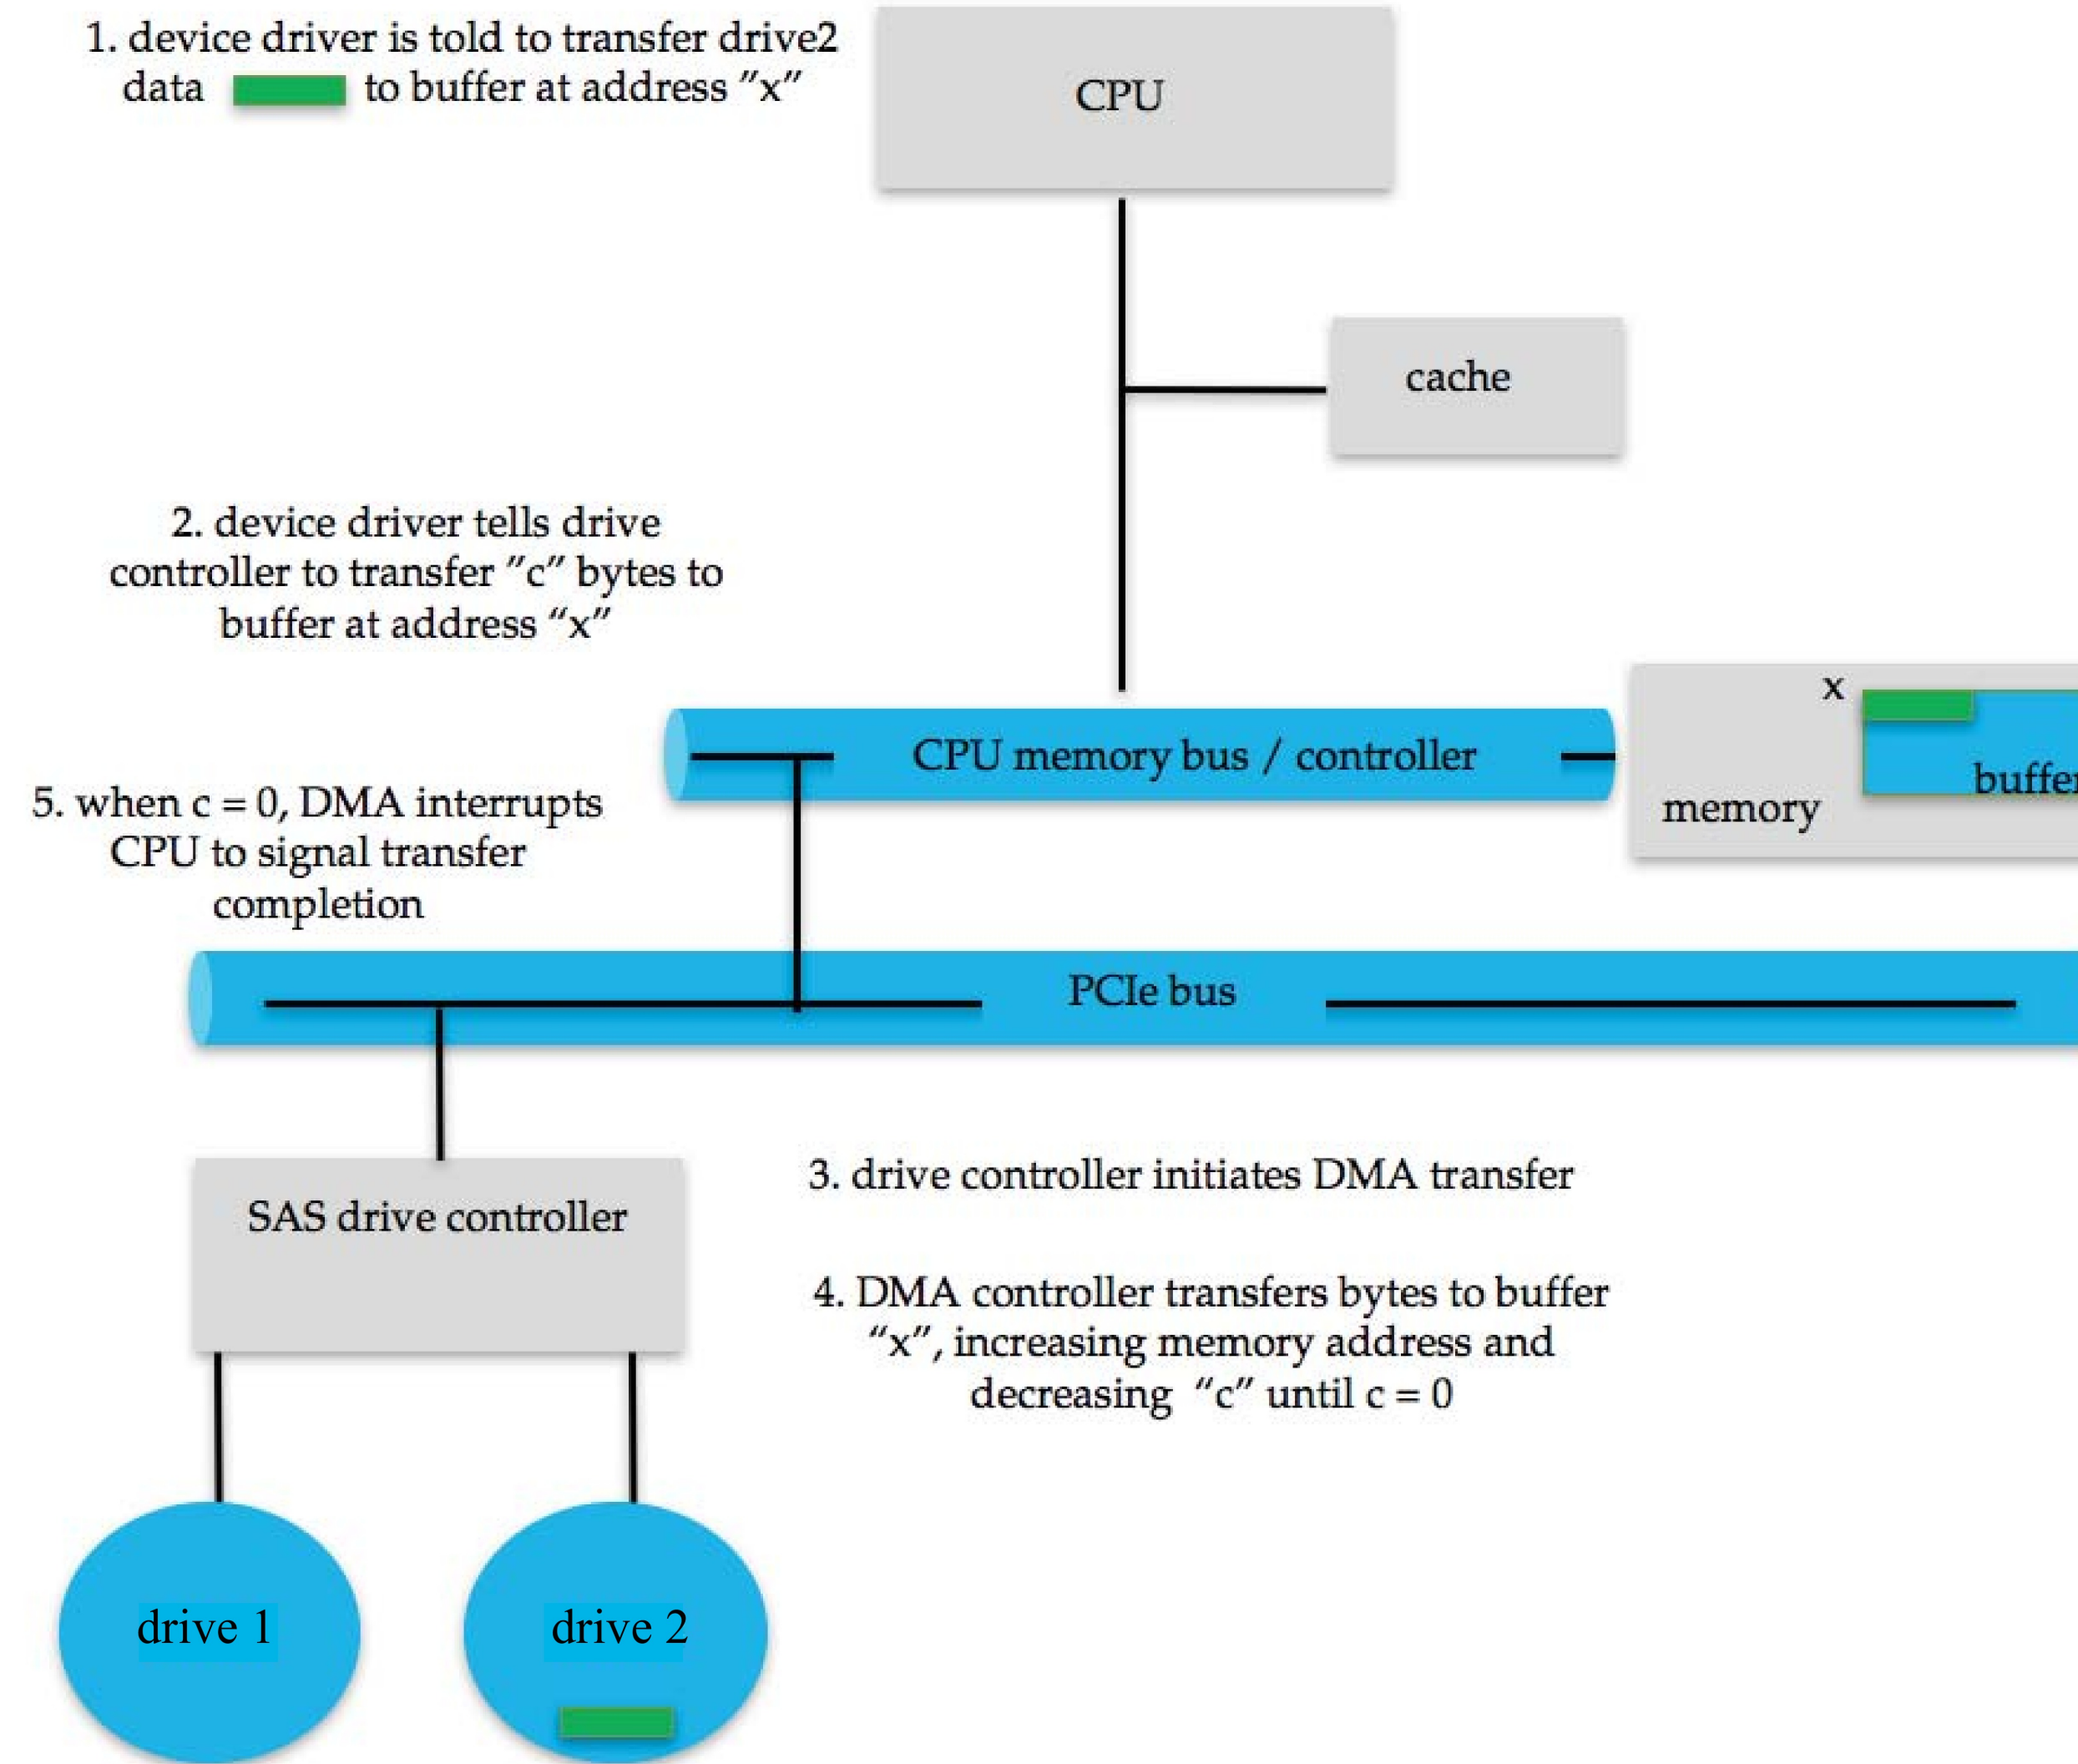 1. device driver is told to transfer drive2
data to buffer at address "x"
CPU
cache
2. device driver tells drive
controller to transfer "c" bytes to
buffer at address “x”
x
CPU memory bus / controller
buffer
memory
5. when c = 0, DMA interrupts
CPU to signal transfer
completion
PCIe bus
3. drive controller initiates DMA transfer
SAS drive controller
4. DMA controller transfers bytes to buffer
“x”, increasing memory address and
decreasing “c” until c = 0
drive 1
drive 2